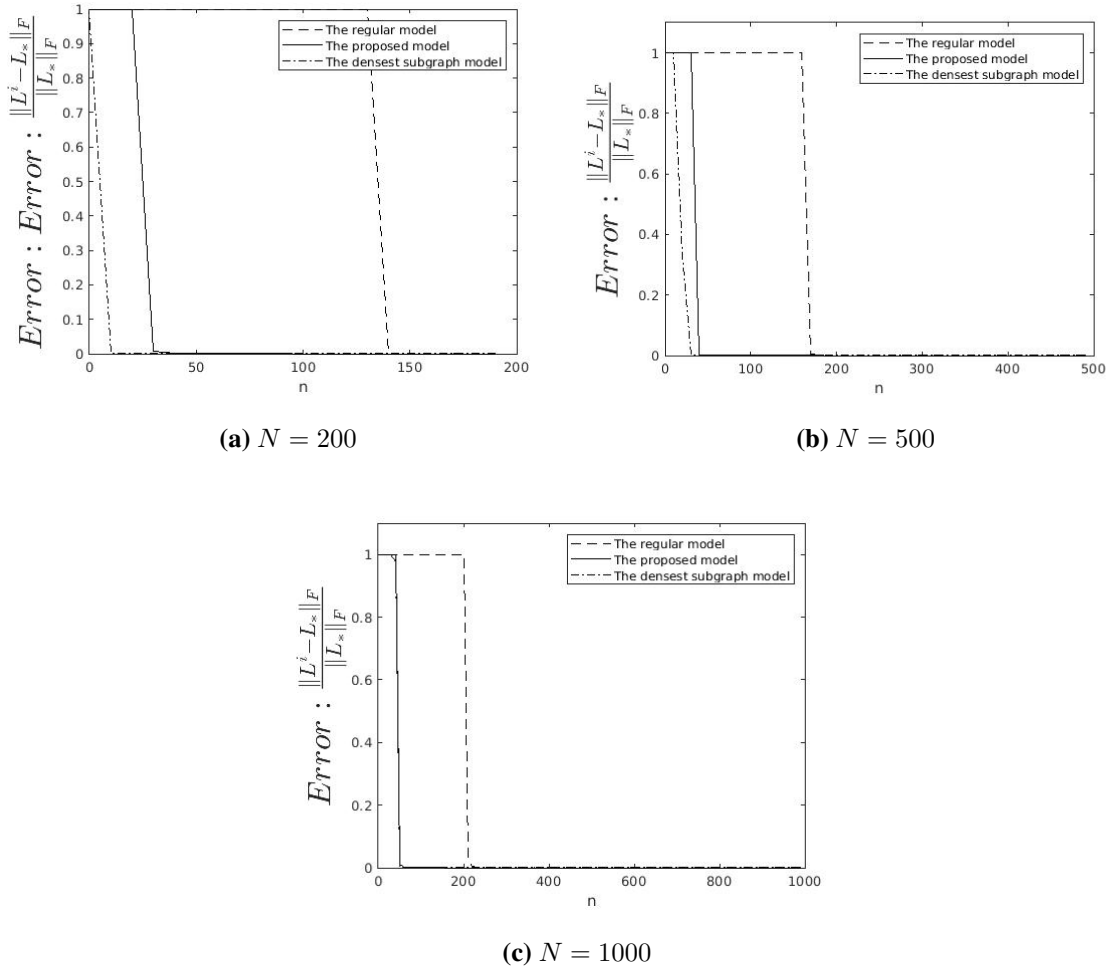 Error : Error : ‖L^i−L_*‖_F / ‖L_*‖_F
1
0.9
0.8
0.7
0.6
0.5
0.4
0.3
0.2
0.1
0
The regular model
The proposed model
The densest subgraph model
0 50 100 150 200
n
(a) N = 200
Error : ‖L^i−L_*‖_F / ‖L_*‖_F
1
0.8
0.6
0.4
0.2
0
The regular model
The proposed model
The densest subgraph model
0 100 200 300 400 500
n
(b) N = 500
Error : ‖L^i−L_*‖_F / ‖L_*‖_F
1
0.8
0.6
0.4
0.2
0
The regular model
The proposed model
The densest subgraph model
0 200 400 600 800 1000
n
(c) N = 1000